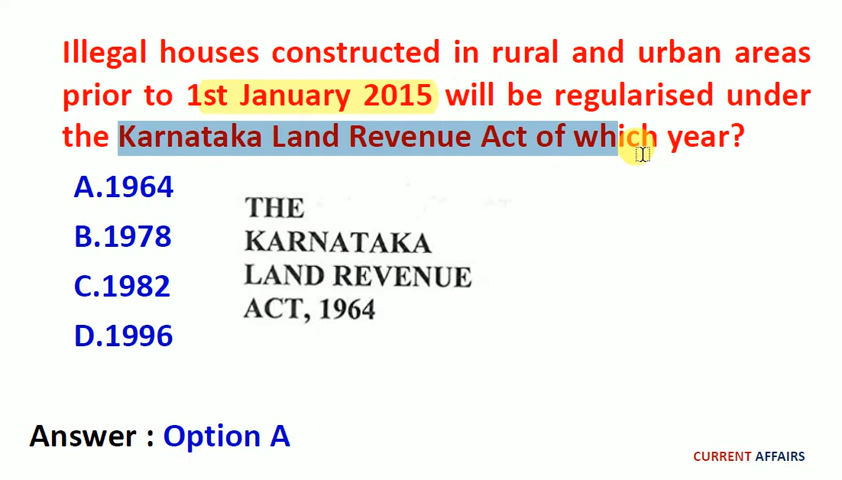 Illegal houses constructed in rural and urban areas
prior to 1st January 2015 will be regularised under
the Karnataka Land Revenue Act of which year?
A.1964
B.1978
C.1982
D.1996
THE
KARNATAKA
LAND REVENUE
ACT, 1964
Answer : Option A
CURRENT AFFAIRS